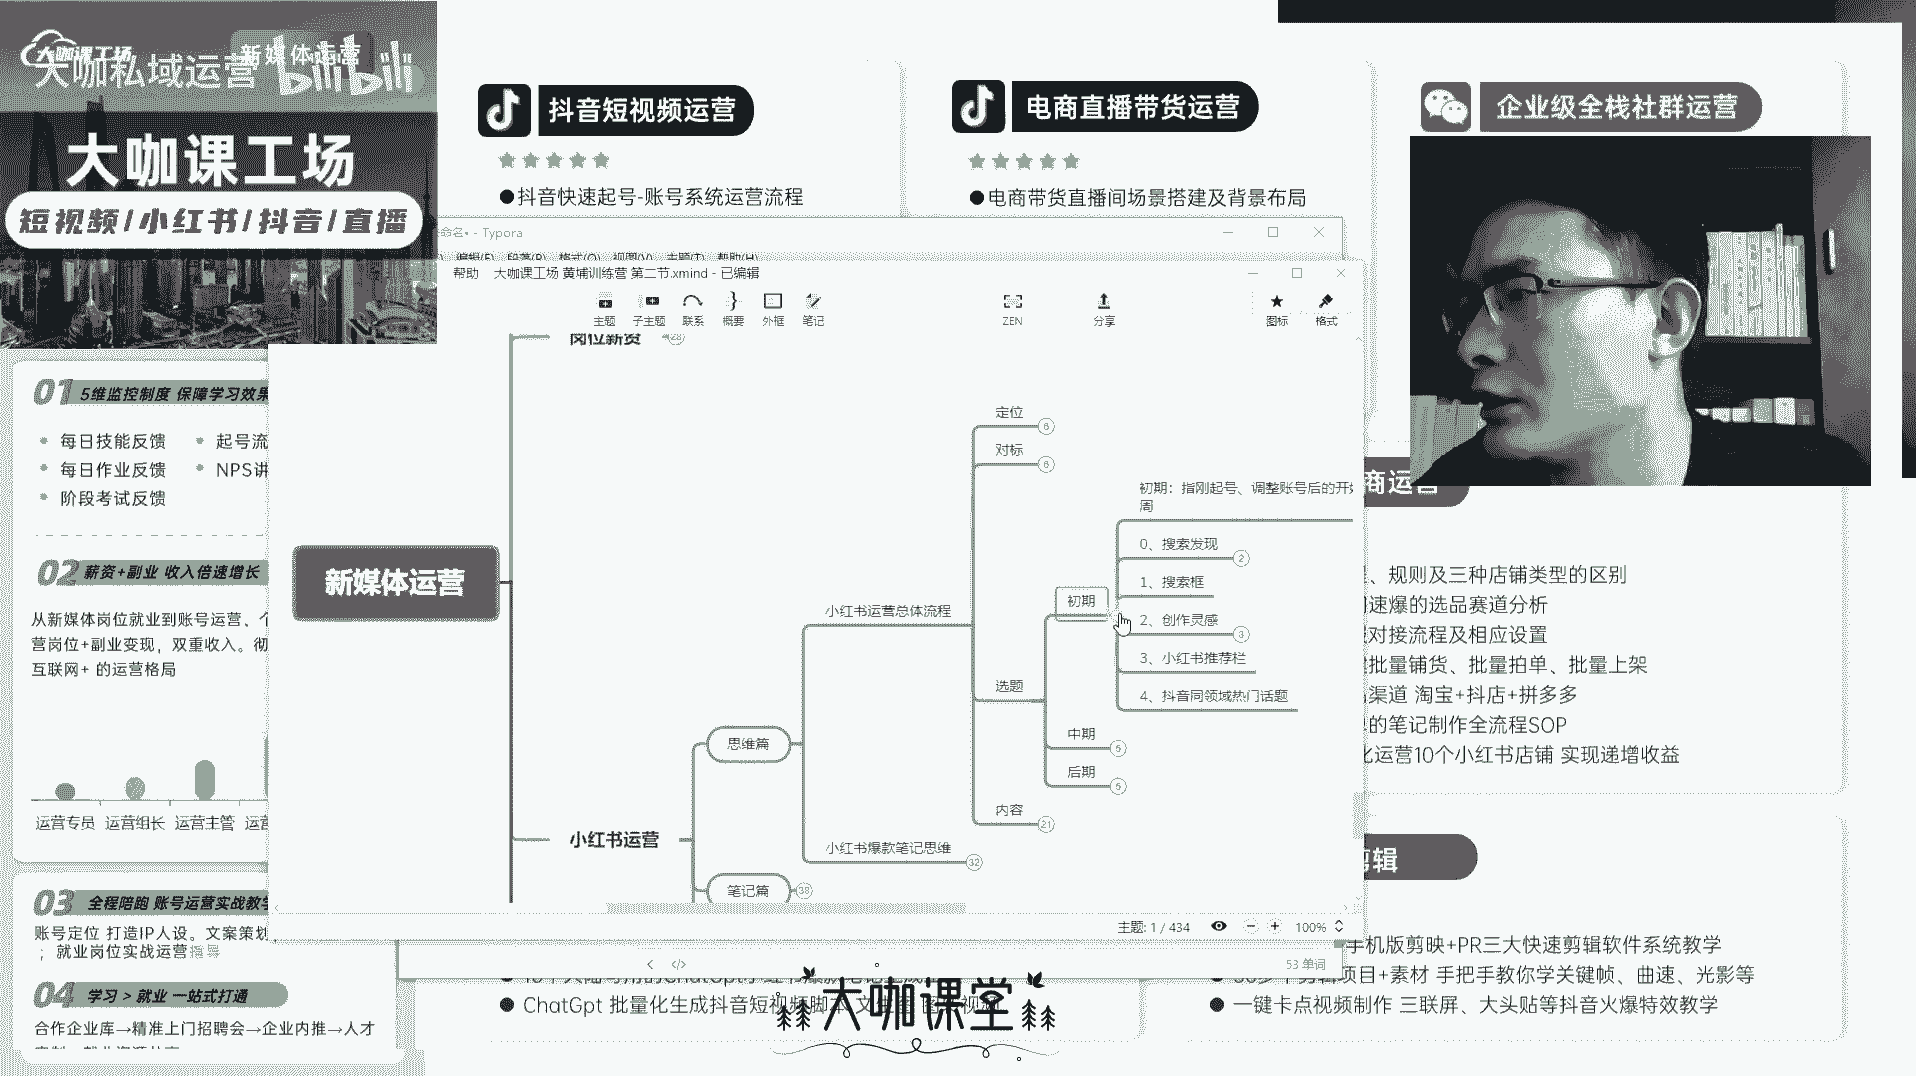 大咖课工场
大咖私域运营
新媒体运营
bilibili
大咖课工场
短视频/小红书/抖音/直播
抖音短视频运营
抖音快速起号-账号系统运营流程
电商直播带货运营
电商带货直播间场景搭建及背景布局
企业级全栈社群运营
01 5维监控制度 保障学习效果
每日技能反馈
起号流
每日作业反馈
NPS讲
阶段考试反馈
02 薪资+副业 收入倍速增长
从新媒体岗位就业到账号运营、个
营岗位+副业变现，双重收入。彻
互联网+ 的运营格局
运营专员 运营组长 运营主管 运营
03 全程陪跑 账号运营实战教学
账号定位 打造IP人设。文案策划
；就业岗位实战运营指导
04 学习 > 就业 一站式打通
合作企业库→精准上门招聘会→企业内推→人才
命名• - Typora
编辑(E) 段落(P) 格式(O) 视图(V) 主题(T) 帮助(H)
帮助 大咖课工场 黄埔训练营 第二节.xmind - 已编辑
主题 子主题 联系 概要 外框 笔记 ZEN 分享 图标 格式
岗位薪资 28
定位 6
对标 6
初期：指刚起号、调整账号后的开始
周
0、搜索发现 2
1、搜索框
初期
2、创作灵感 3
3、小红书推荐栏
4、抖音同领域热门话题
新媒体运营
小红书运营总体流程
选题
中期 5
后期 5
思维篇
内容 21
小红书运营
小红书爆款笔记思维 32
笔记篇 38
主题: 1 / 434
100%
53 单词
商运营
、规则及三种店铺类型的区别
速爆的选品赛道分析
对接流程及相应设置
批量铺货、批量拍单、批量上架
渠道 淘宝+抖店+拼多多
的笔记制作全流程SOP
化运营10个小红书店铺 实现递增收益
剪辑
手机版剪映+PR三大快速剪辑软件系统教学
项目+素材 手把手教你学关键帧、曲速、光影等
一键卡点视频制作 三联屏、大头贴等抖音火爆特效教学
ChatGpt 批量化生成抖音短视频脚本 文生图 图 视频
大咖课堂